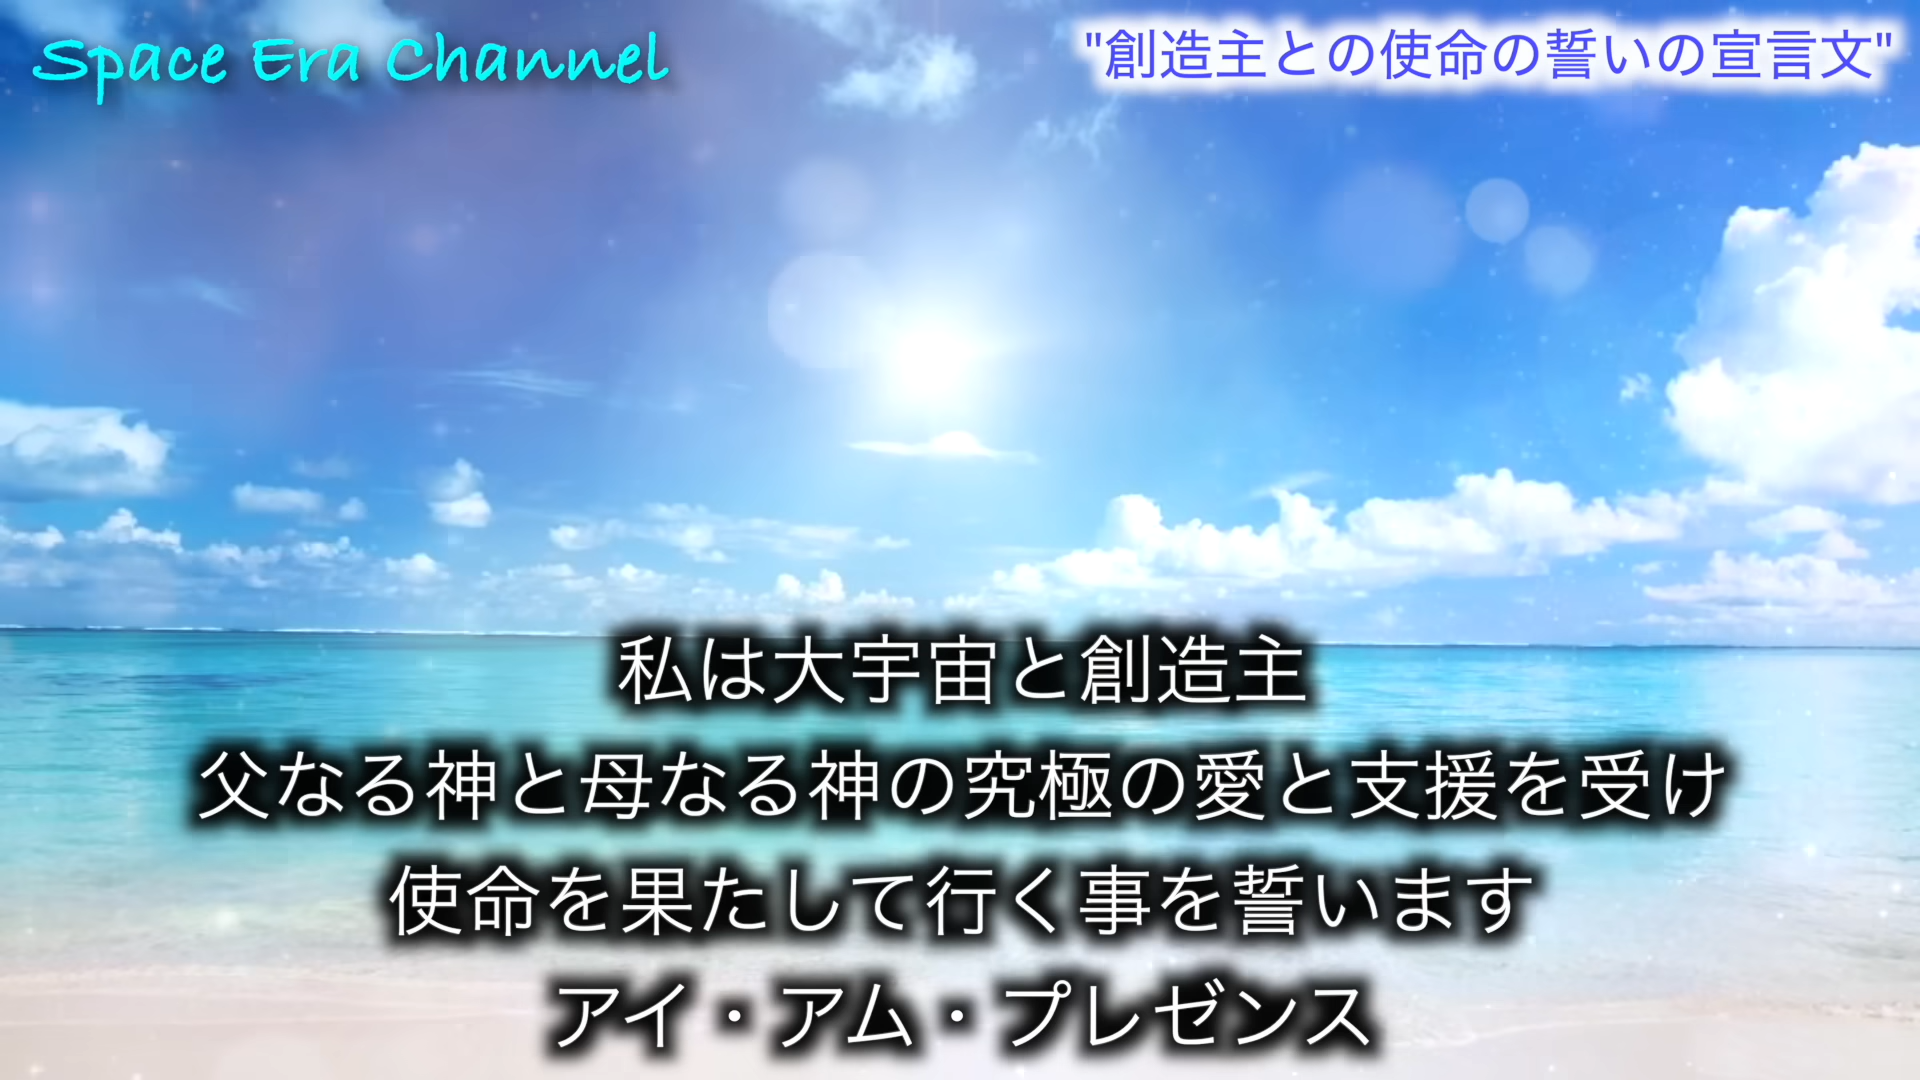 Space Era Channel
"創造主との使命の誓いの宣言文"
私は大宇宙と創造主
父なる神と母なる神の究極の愛と支援を受け
使命を果たして行く事を誓います
アイ・アム・プレゼンス